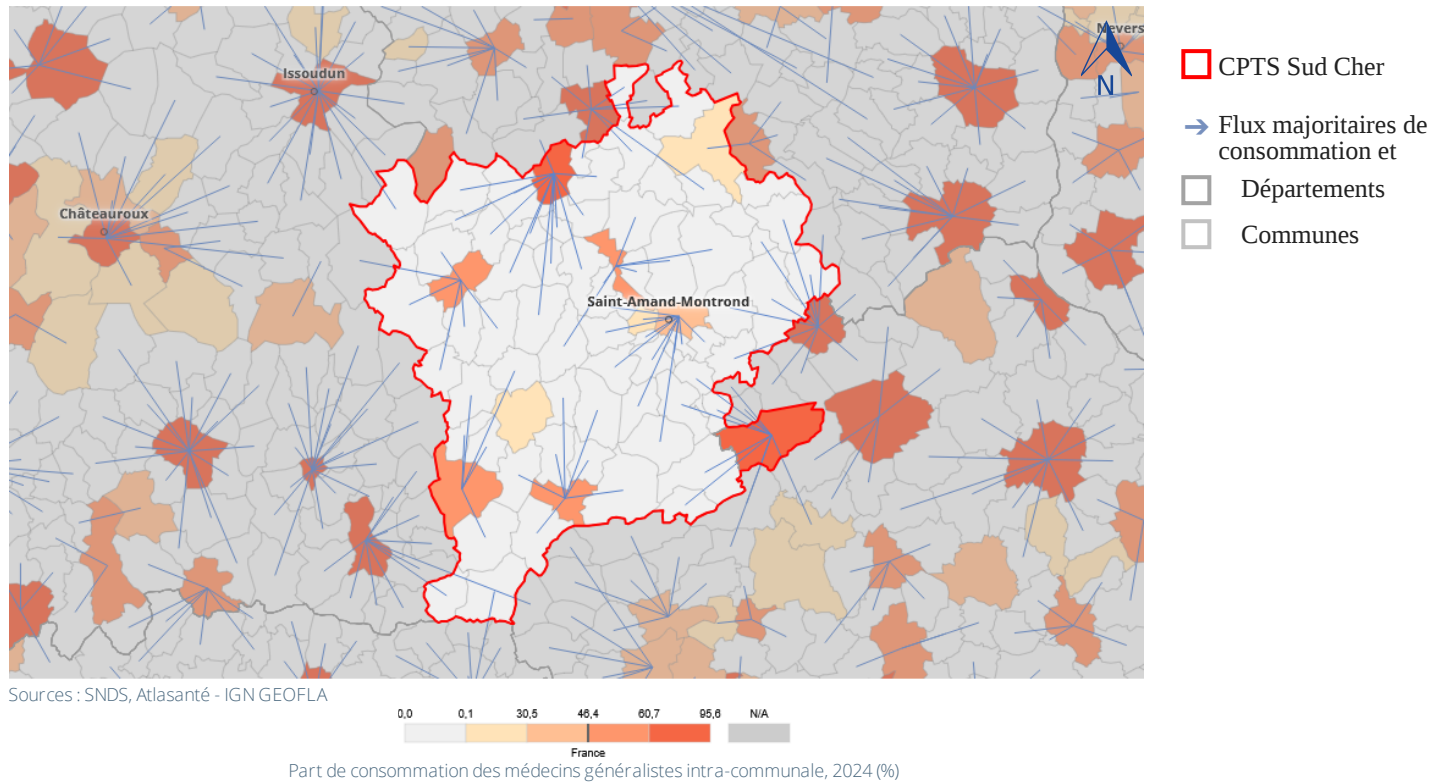 Nevers
Issoudun
N
Châteauroux
Saint-Amand-Montrond
CPTS Sud Cher
Flux majoritaires de
consommation et
Départements
Communes
Sources : SNDS, Atlasanté - IGN GEOFLA
0,0 0,1 30,5 46,4 60,7 95,6 N/A
France
Part de consommation des médecins généralistes intra-communale, 2024 (%)